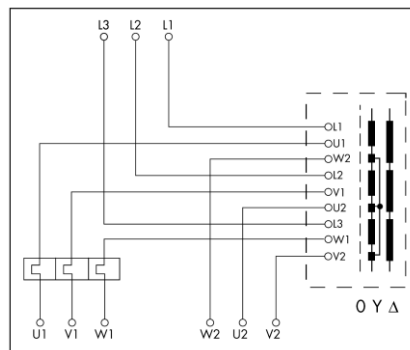 L3 L2 L1
L1
U1
W2
L2
V1
U2
L3
W1
V2
0 Y Δ
U1 V1 W1 W2 U2 V2